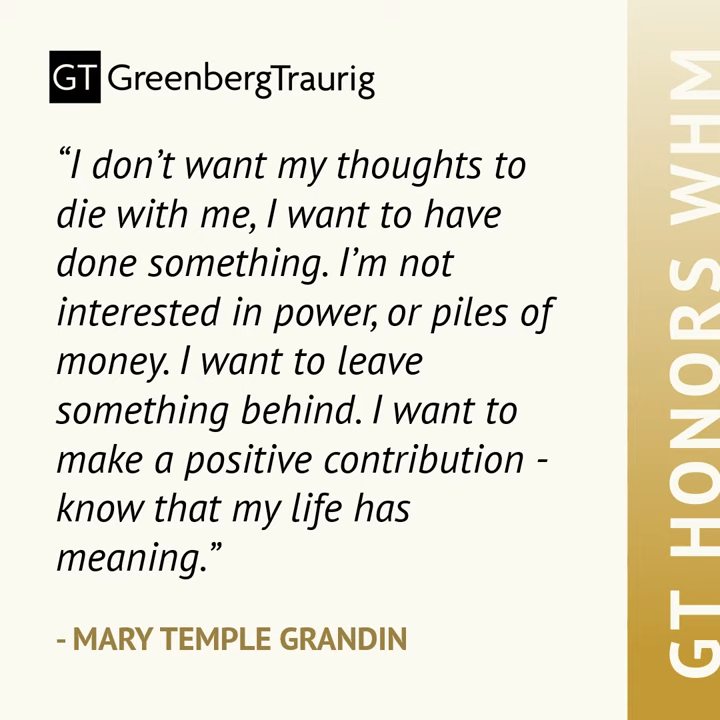 GT GreenbergTraurig
“I don’t want my thoughts to
die with me, I want to have
done something. I’m not
interested in power, or piles of
money. I want to leave
something behind. I want to
make a positive contribution -
know that my life has
meaning.”
- MARY TEMPLE GRANDIN
GT HONORS WHM